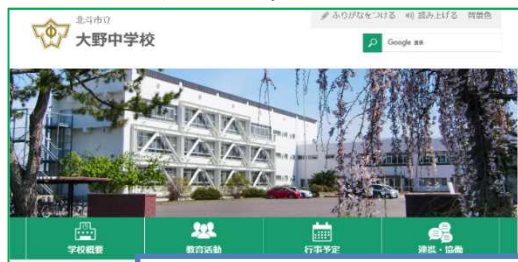 北斗市立
大野中学校
ふりがなをつける 読み上げる 背景色
Google 検索
学校概要 教育活動 行事予定 連携・協働